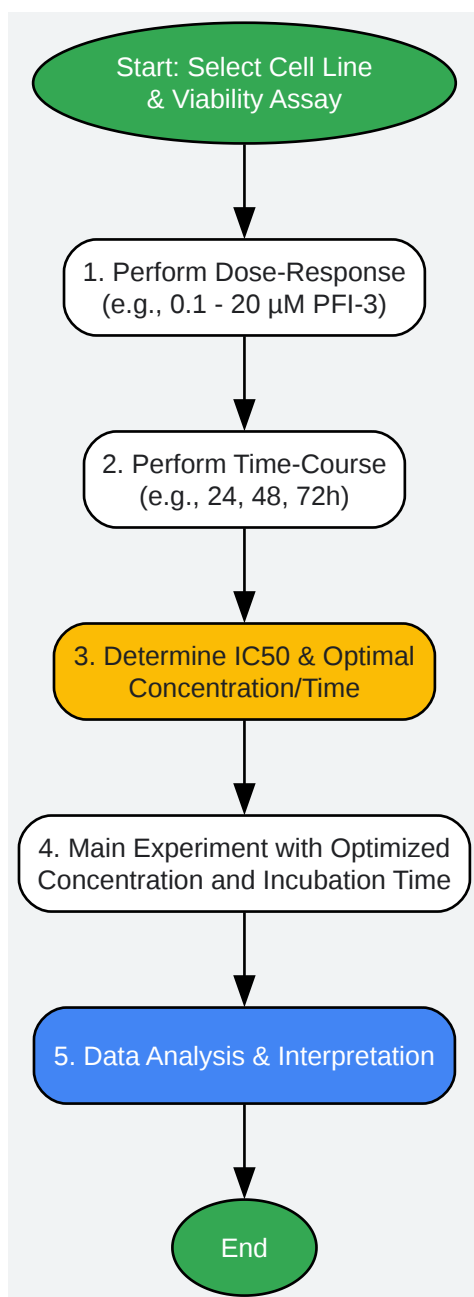 Start: Select Cell Line
& Viability Assay
1. Perform Dose-Response
(e.g., 0.1 - 20 µM PFI-3)
2. Perform Time-Course
(e.g., 24, 48, 72h)
3. Determine IC50 & Optimal
Concentration/Time
4. Main Experiment with Optimized
Concentration and Incubation Time
5. Data Analysis & Interpretation
End